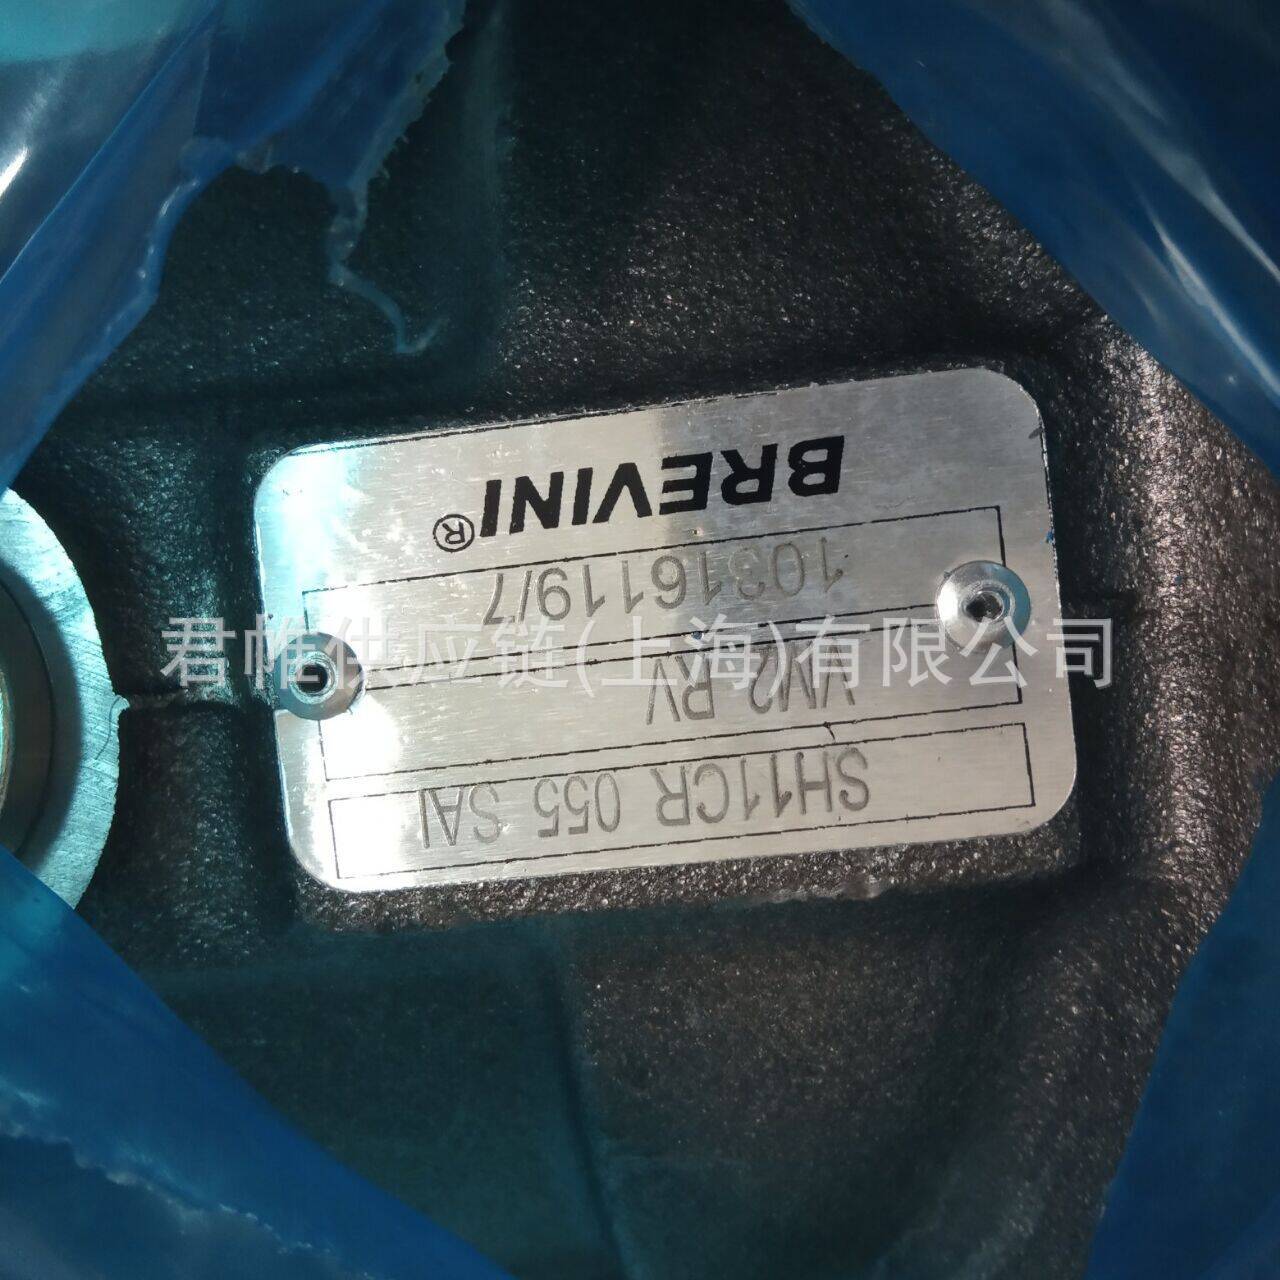 SH11CR 055 SAI
VM2 RV
10316119/7
BREVINI®
君帷供应链(上海)有限公司